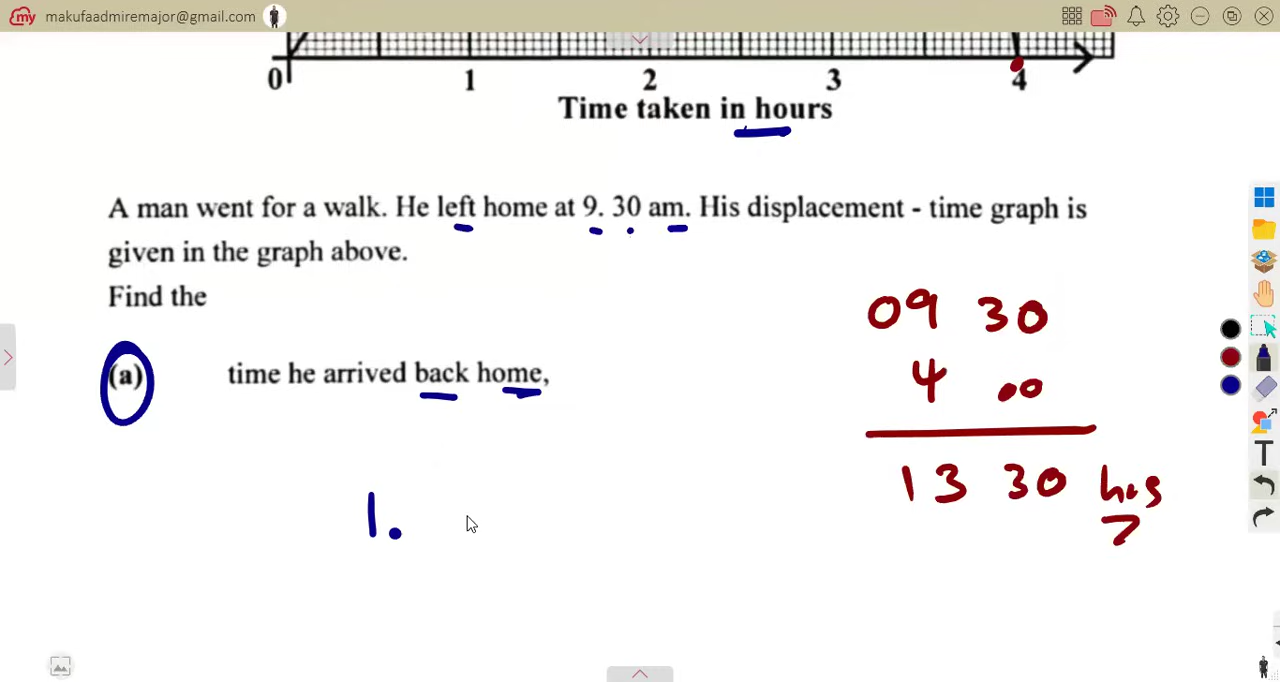 my makufaadmiremajor@gmail.com
0 1 2 3 4
Time taken in hours
A man went for a walk. He left home at 9. 30 am. His displacement - time graph is
given in the graph above.
Find the
(a) time he arrived back home,
09 30
4 00
13 30 hrs
1.
T